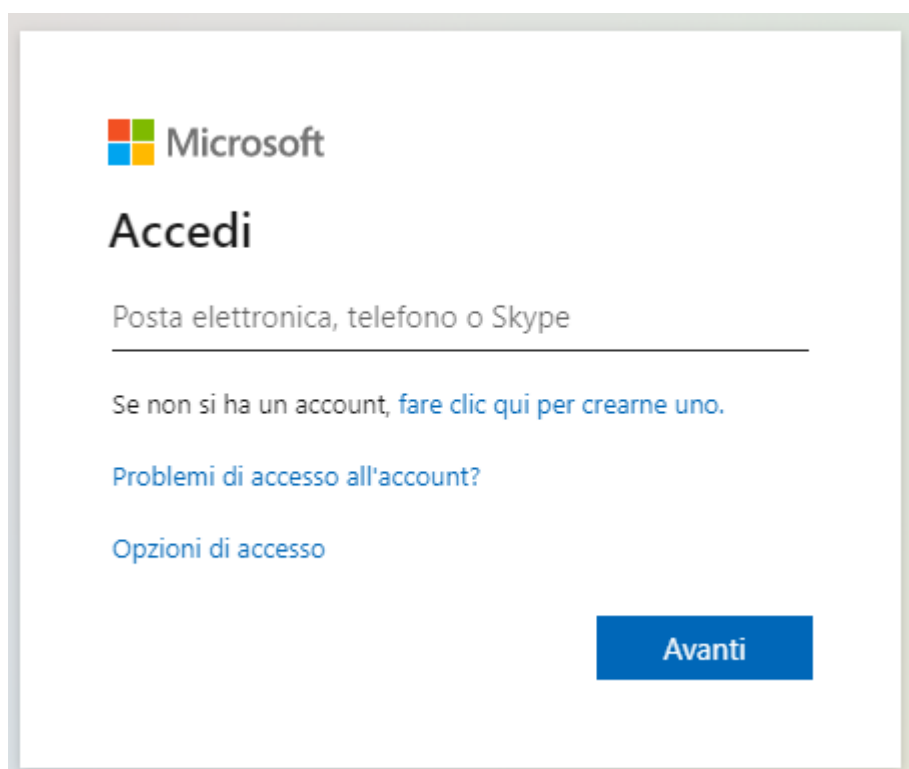 Microsoft
Accedi
Posta elettronica, telefono o Skype
Se non si ha un account, fare clic qui per crearne uno.
Problemi di accesso all'account?
Opzioni di accesso
Avanti